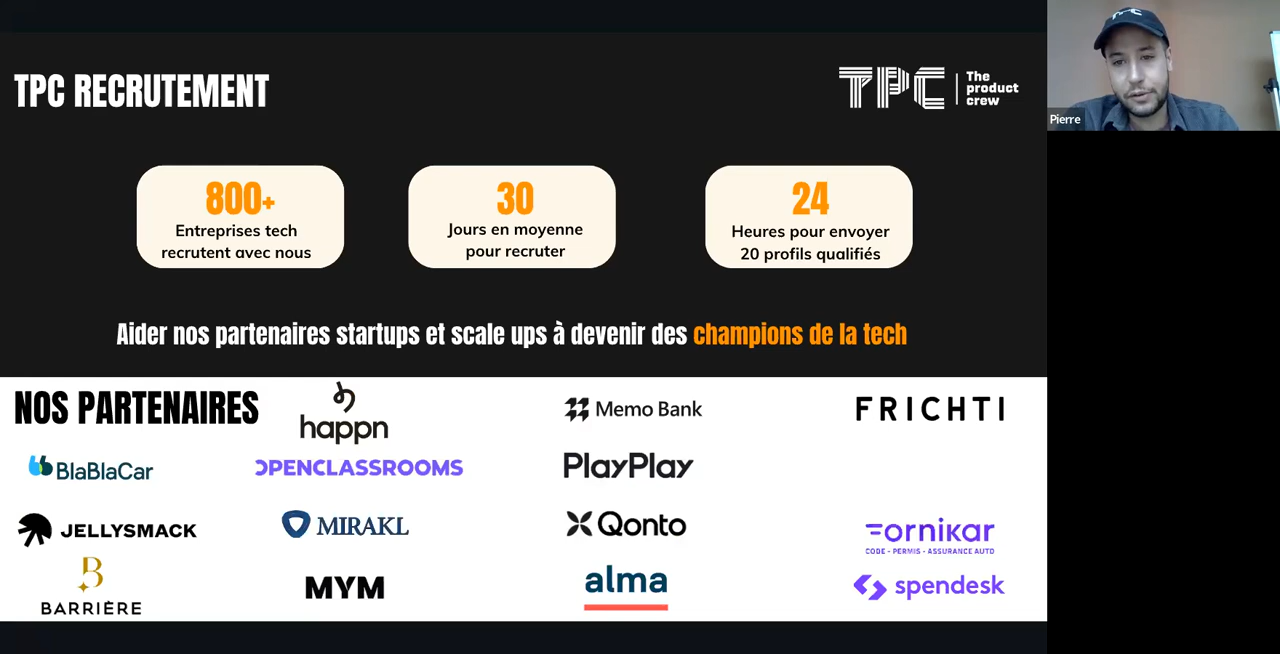 TPC RECRUTEMENT
TPC
The
product
crew
TPC
Pierre
800+
Entreprises tech
recrutent avec nous
30
Jours en moyenne
pour recruter
24
Heures pour envoyer
20 profils qualifiés
Aider nos partenaires startups et scale ups à devenir des champions de la tech
NOS PARTENAIRES
happn
Memo Bank
FRICHTI
BlaBlaCar
OPENCLASSROOMS
PlayPlay
JELLYSMACK
MIRAKL
Qonto
ornikar
CODE - PERMIS - ASSURANCE AUTO
B
BARRIÈRE
MYM
alma
spendesk